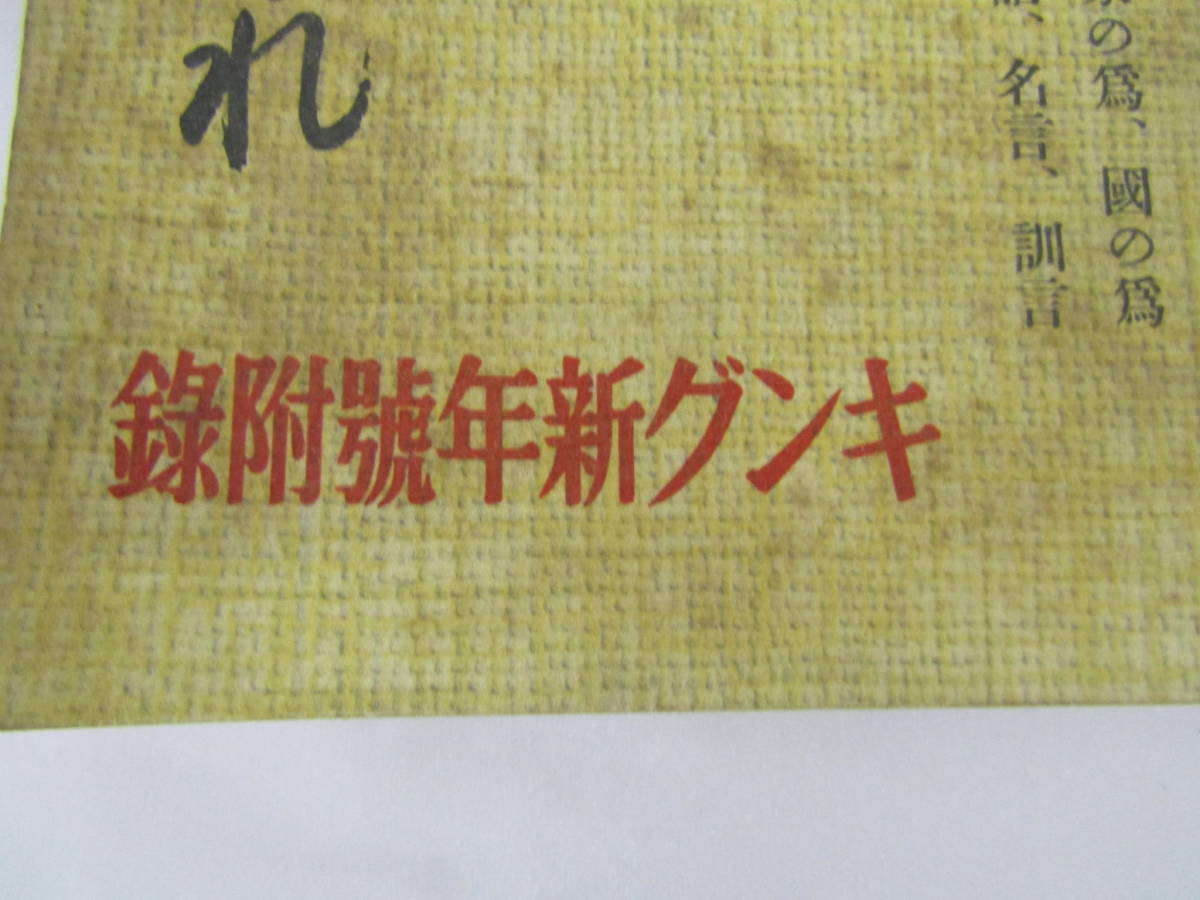 の爲、國の爲
、名言、訓言
れ
キング新年號附錄